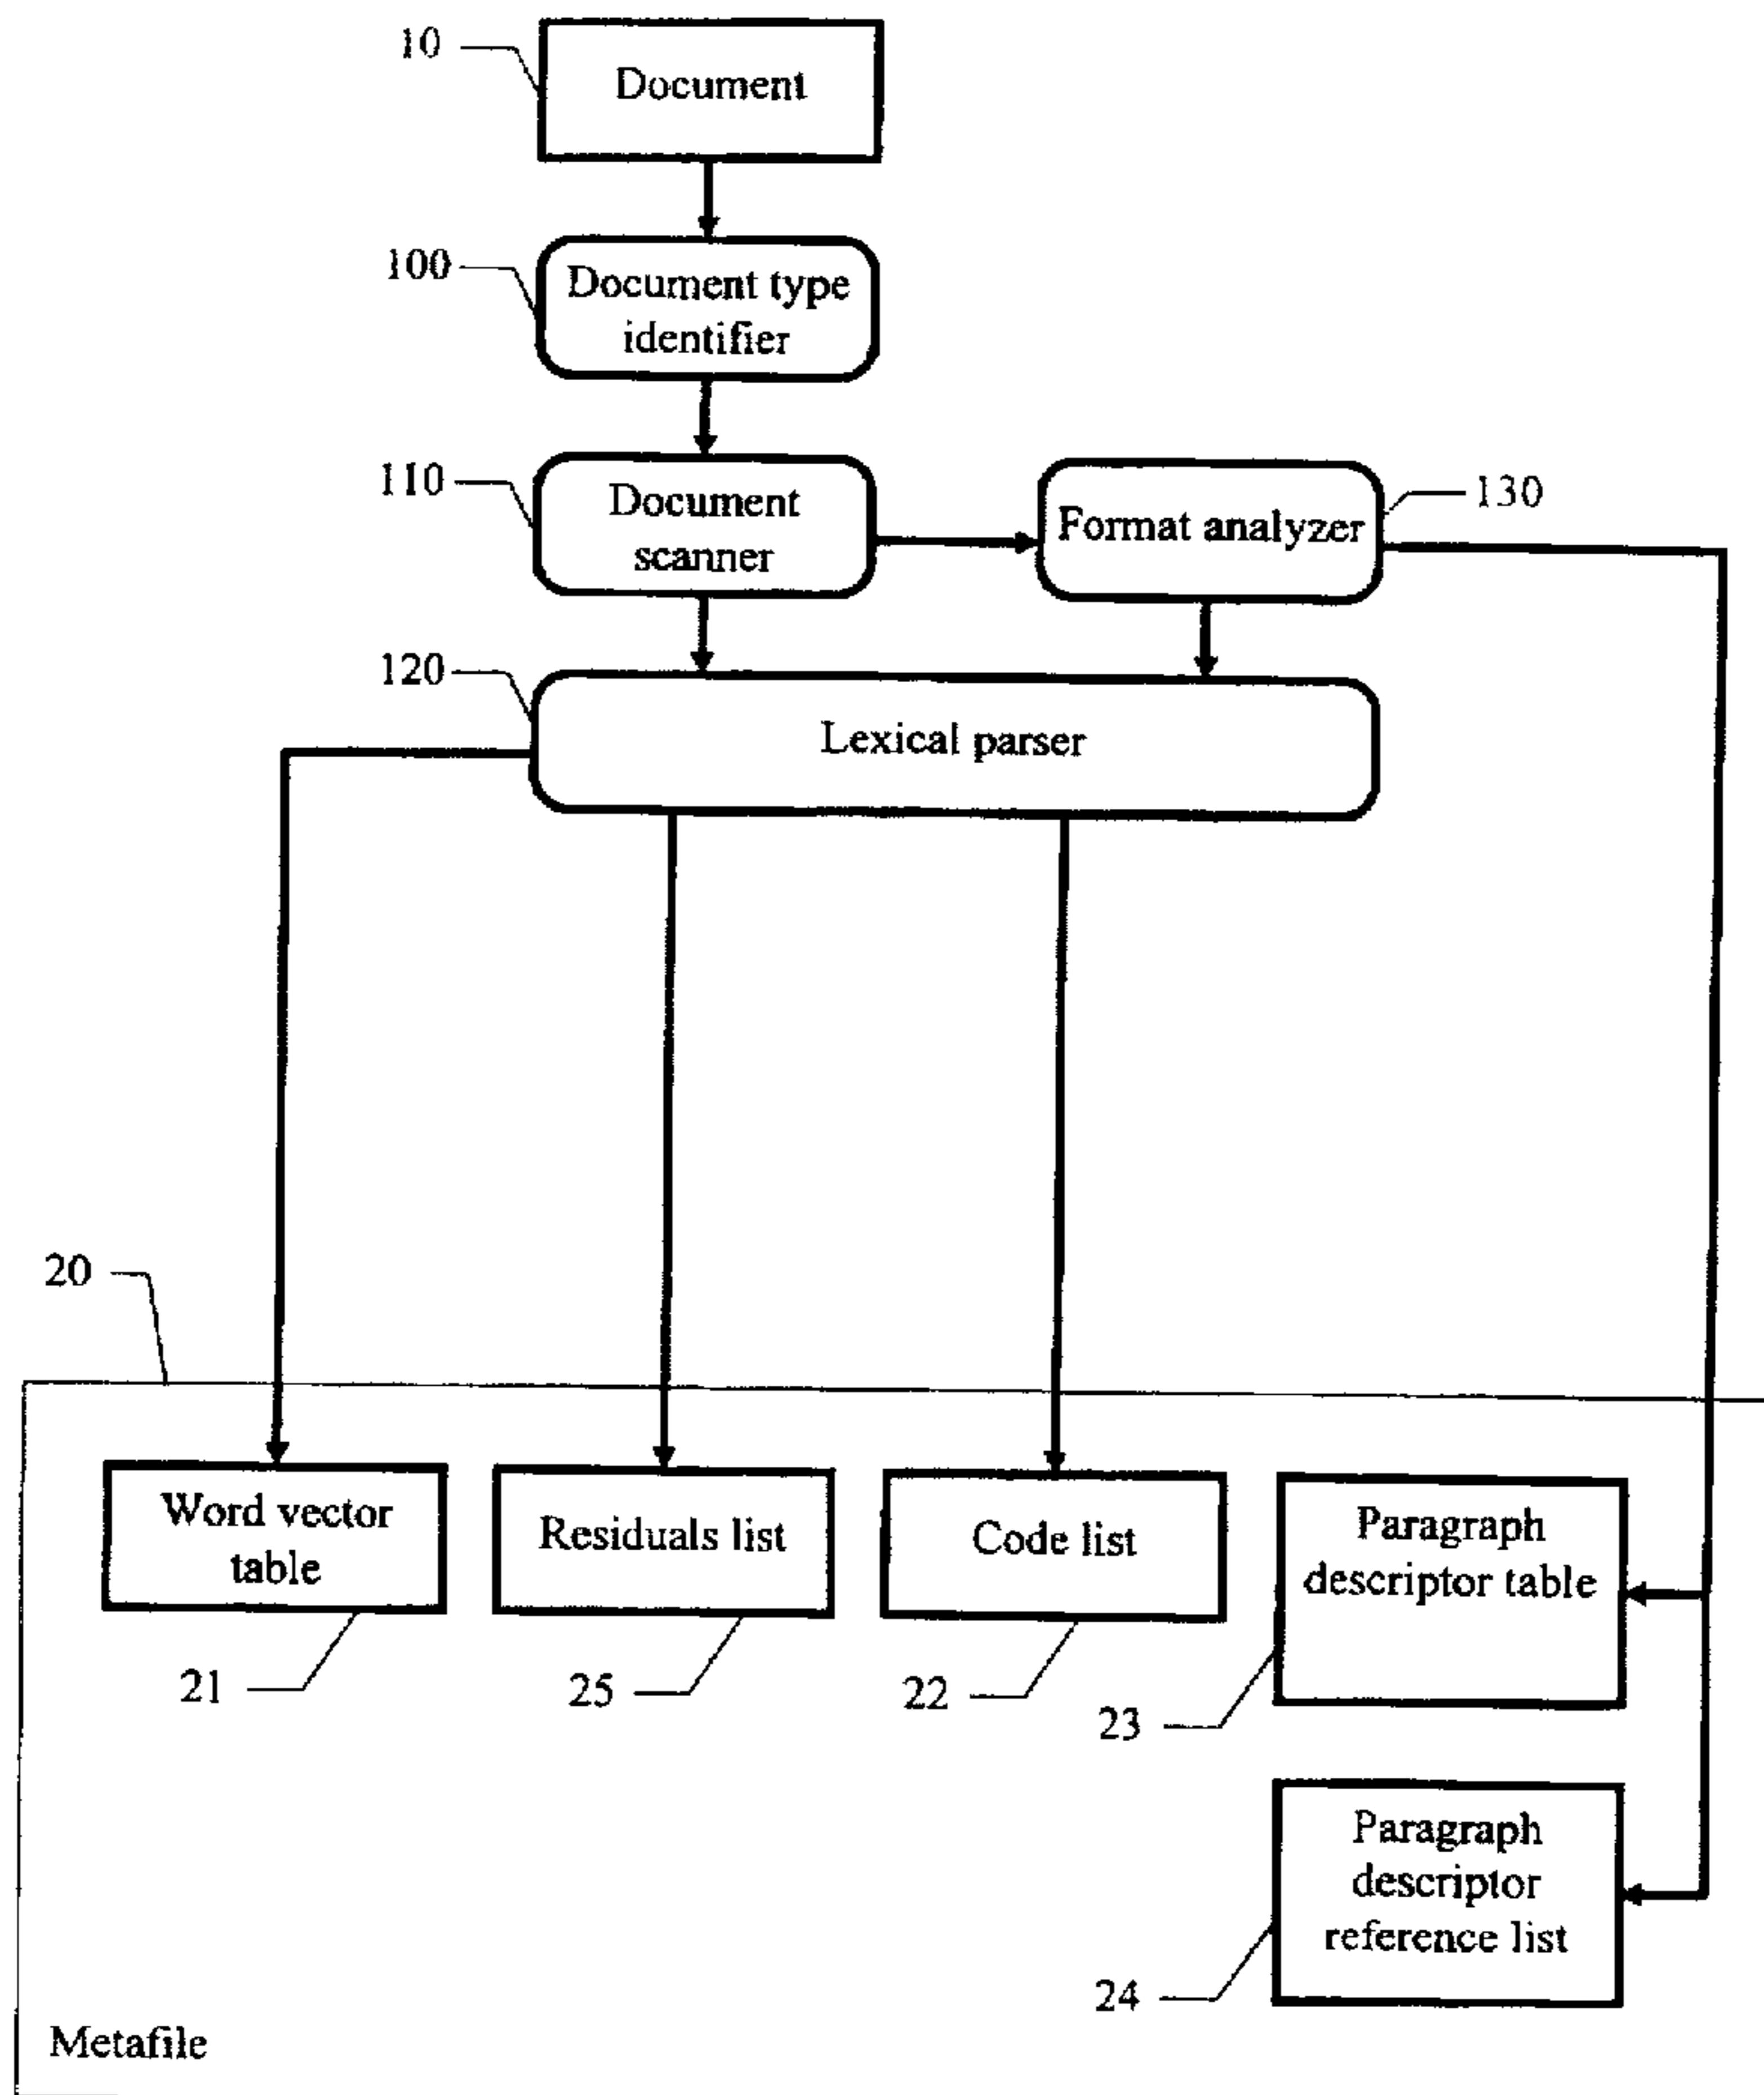 10
Document
100
Document type
identifier
110
Document
scanner
Format analyzer
130
120
Lexical parser
20
Word vector
table
Residuals list
Code list
Paragraph
descriptor table
21
25
22
23
Paragraph
descriptor
reference list
24
Metafile